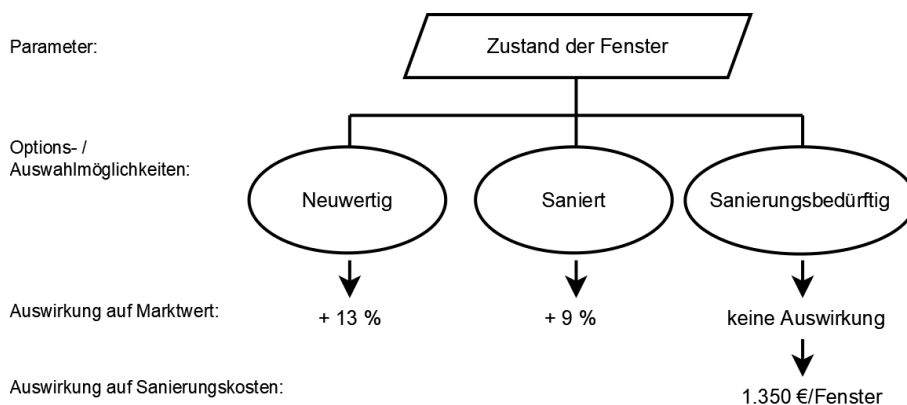 Parameter:
Zustand der Fenster
Options- /
Auswahlmöglichkeiten:
Neuwertig
Saniert
Sanierungsbedürftig
Auswirkung auf Marktwert:
+ 13 %
+ 9 %
keine Auswirkung
Auswirkung auf Sanierungskosten:
1.350 €/Fenster